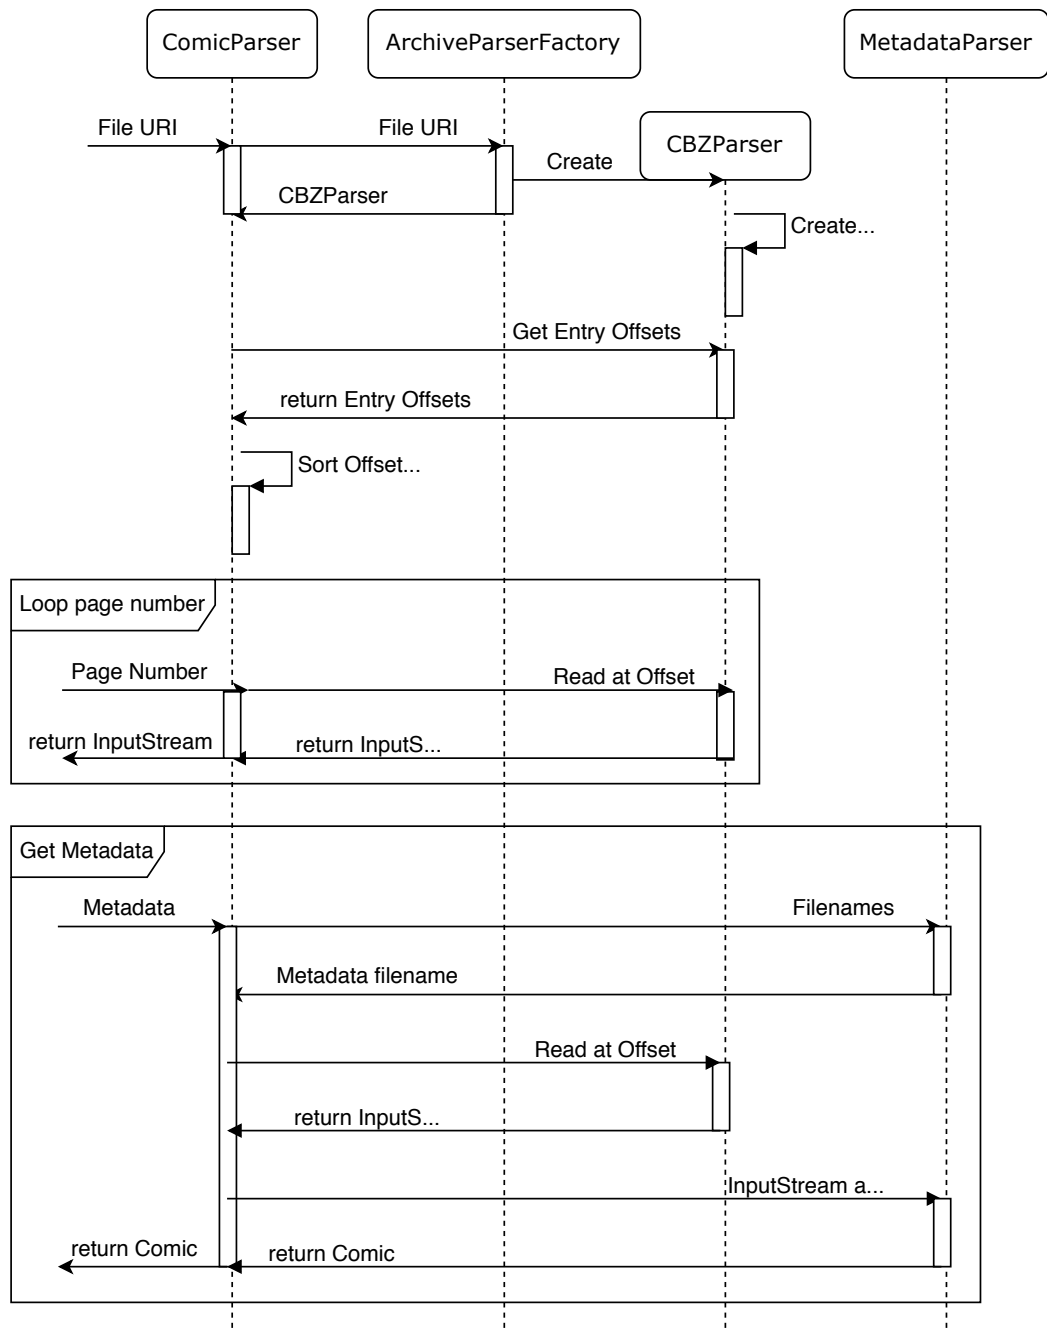 ComicParser
ArchiveParserFactory
MetadataParser
CBZParser
File URI
File URI
Create
CBZParser
Create...
Get Entry Offsets
return Entry Offsets
Sort Offset...
Loop page number
Page Number
Read at Offset
return InputStream
return InputS...
Get Metadata
Metadata
Filenames
Metadata filename
Read at Offset
return InputS...
InputStream a...
return Comic
return Comic